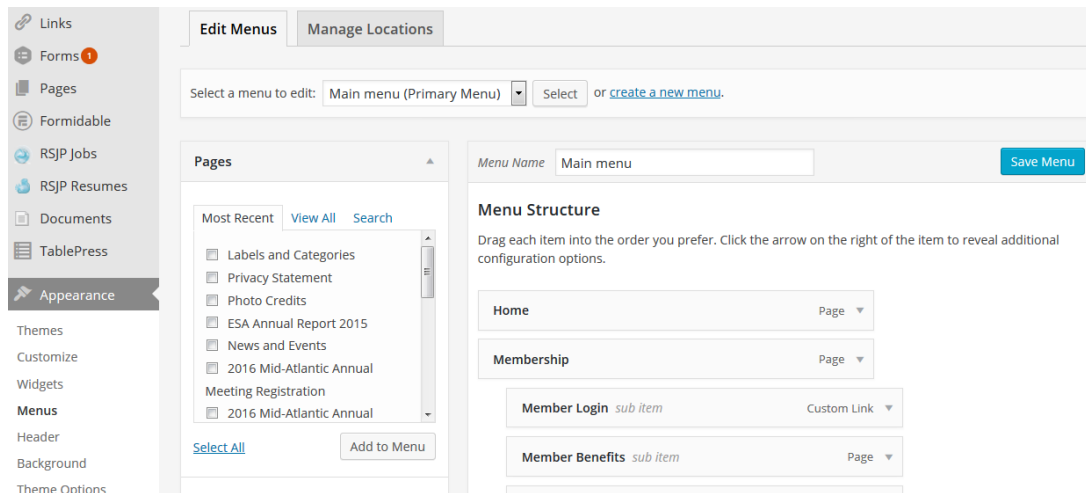 Links
Forms 1
Pages
Formidable
RSJP Jobs
RSJP Resumes
Documents
TablePress
Appearance
Themes
Customize
Widgets
Menus
Header
Background
Theme Options
Edit Menus
Manage Locations
Select a menu to edit: Main menu (Primary Menu) Select or create a new menu.
Pages
Most Recent View All Search
Labels and Categories
Privacy Statement
Photo Credits
ESA Annual Report 2015
News and Events
2016 Mid-Atlantic Annual
Meeting Registration
2016 Mid-Atlantic Annual
Select All Add to Menu
Menu Name Main menu Save Menu
Menu Structure
Drag each item into the order you prefer. Click the arrow on the right of the item to reveal additional
configuration options.
Home Page
Membership Page
Member Login sub item Custom Link
Member Benefits sub item Page